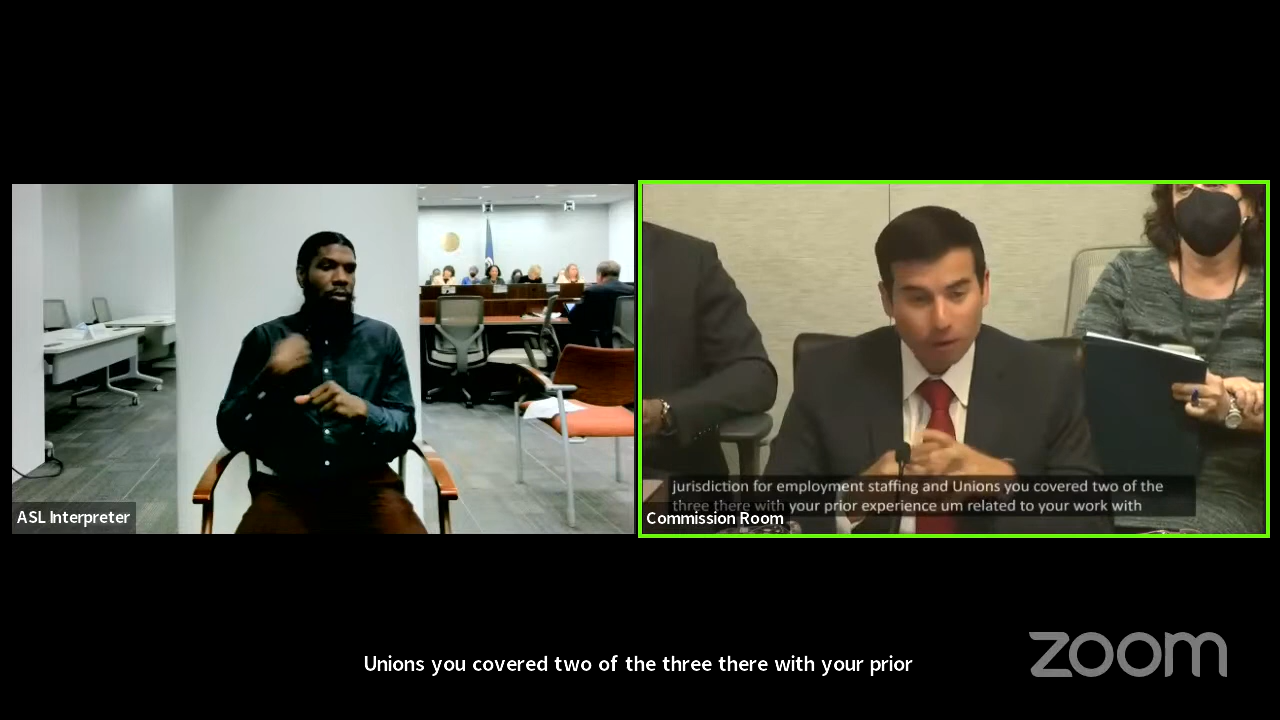 ASL Interpreter
jurisdiction for employment staffing and Unions you covered two of the
three there with your prior experience um related to your work with
Commission Room
Unions you covered two of the three there with your prior
zoom